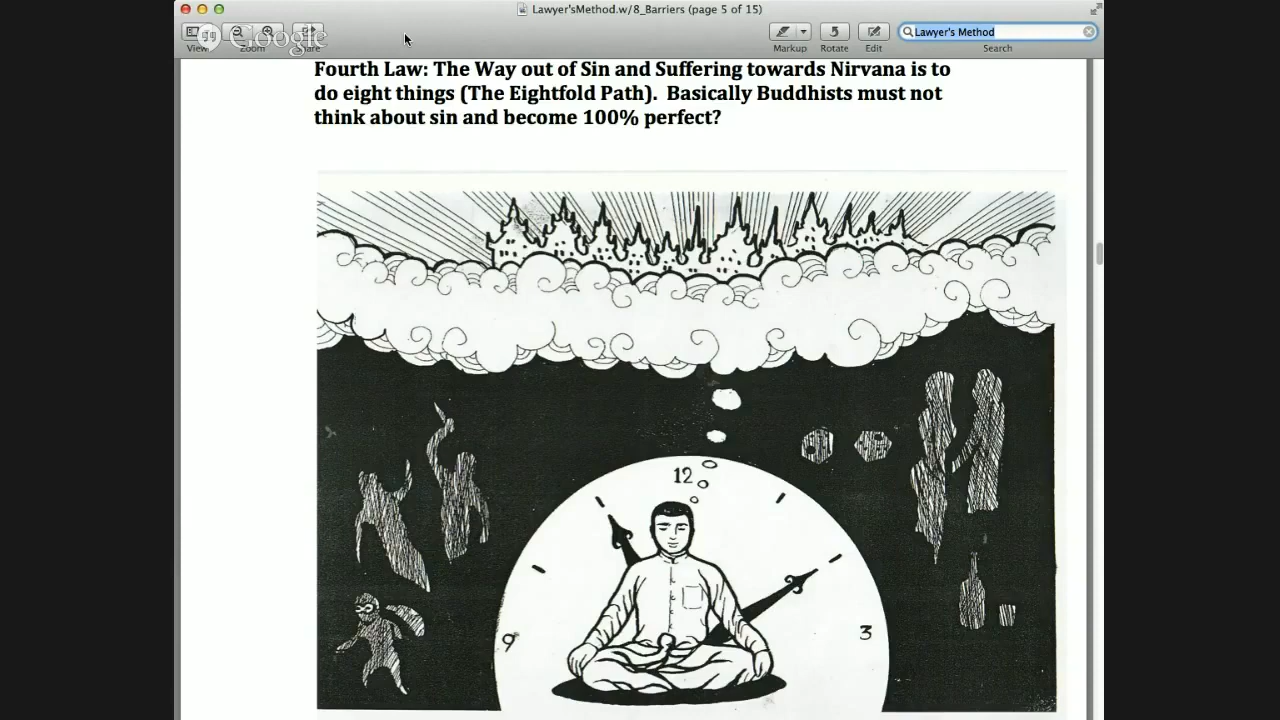 Lawyer'sMethod.w/8_Barriers (page 5 of 15)
Google
Lawyer's Method
View Zoom Share Markup Rotate Edit Search
Fourth Law: The Way out of Sin and Suffering towards Nirvana is to
do eight things (The Eightfold Path). Basically Buddhists must not
think about sin and become 100% perfect?
12
9
3